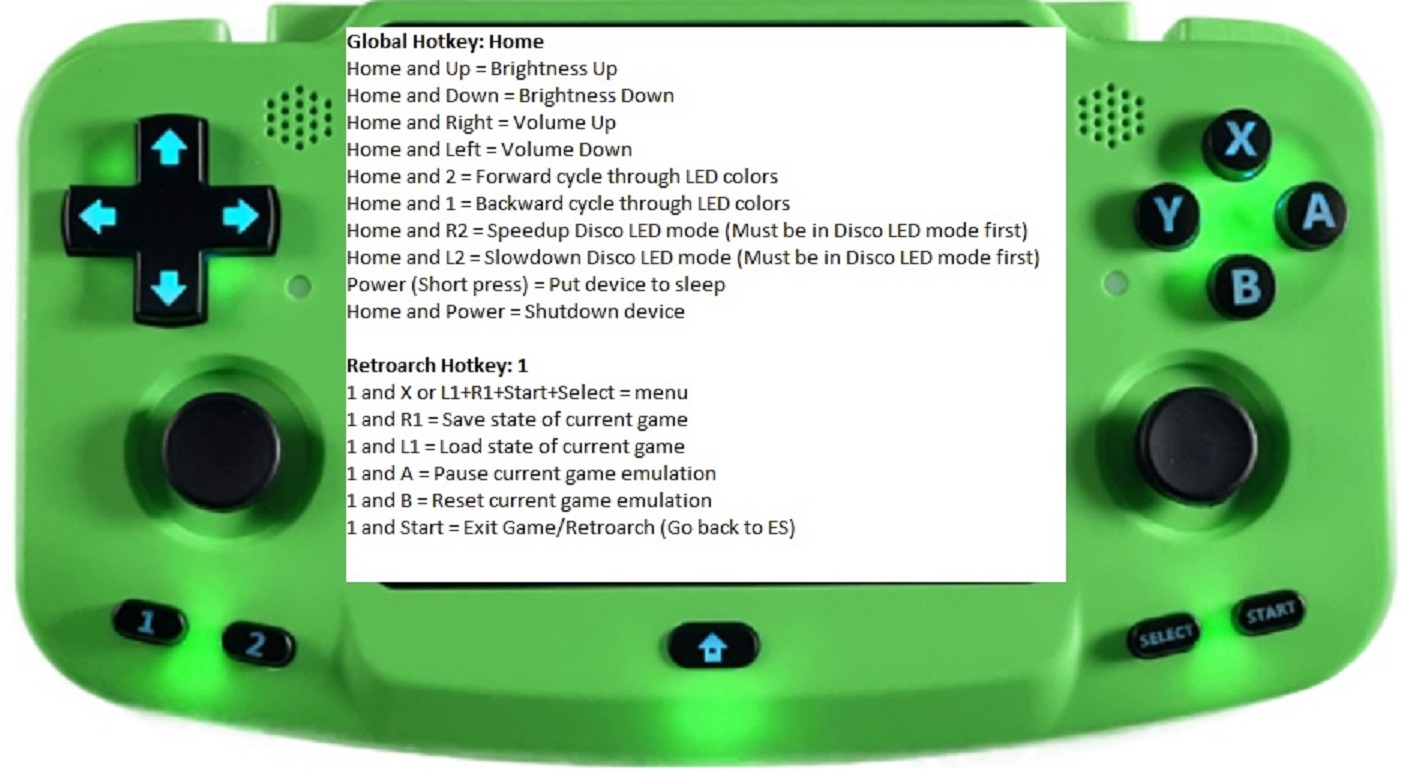 Global Hotkey: Home
Home and Up = Brightness Up
Home and Down = Brightness Down
Home and Right = Volume Up
Home and Left = Volume Down
Home and 2 = Forward cycle through LED colors
Home and 1 = Backward cycle through LED colors
Home and R2 = Speedup Disco LED mode (Must be in Disco LED mode first)
Home and L2 = Slowdown Disco LED mode (Must be in Disco LED mode first)
Power (Short press) = Put device to sleep
Home and Power = Shutdown device
Retroarch Hotkey: 1
1 and X or L1+R1+Start+Select = menu
1 and R1 = Save state of current game
1 and L1 = Load state of current game
1 and A = Pause current game emulation
1 and B = Reset current game emulation
1 and Start = Exit Game/Retroarch (Go back to ES)
X
Y
A
B
1
2
SELECT
START